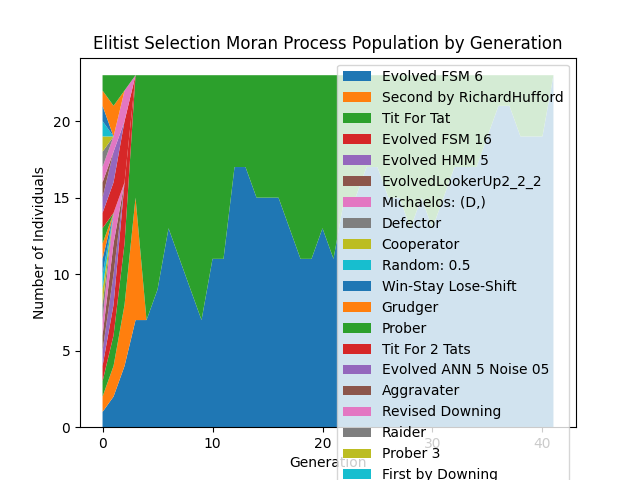 Elitist Selection Moran Process Population by Generation
Number of Individuals
20
15
10
5
0
0
10
20
30
40
Generation
Evolved FSM 6
Second by RichardHufford
Tit For Tat
Evolved FSM 16
Evolved HMM 5
EvolvedLookerUp2_2_2
Michaelos: (D,)
Defector
Cooperator
Random: 0.5
Win-Stay Lose-Shift
Grudger
Prober
Tit For 2 Tats
Evolved ANN 5 Noise 05
Aggravater
Revised Downing
Raider
Prober 3
First by Downing